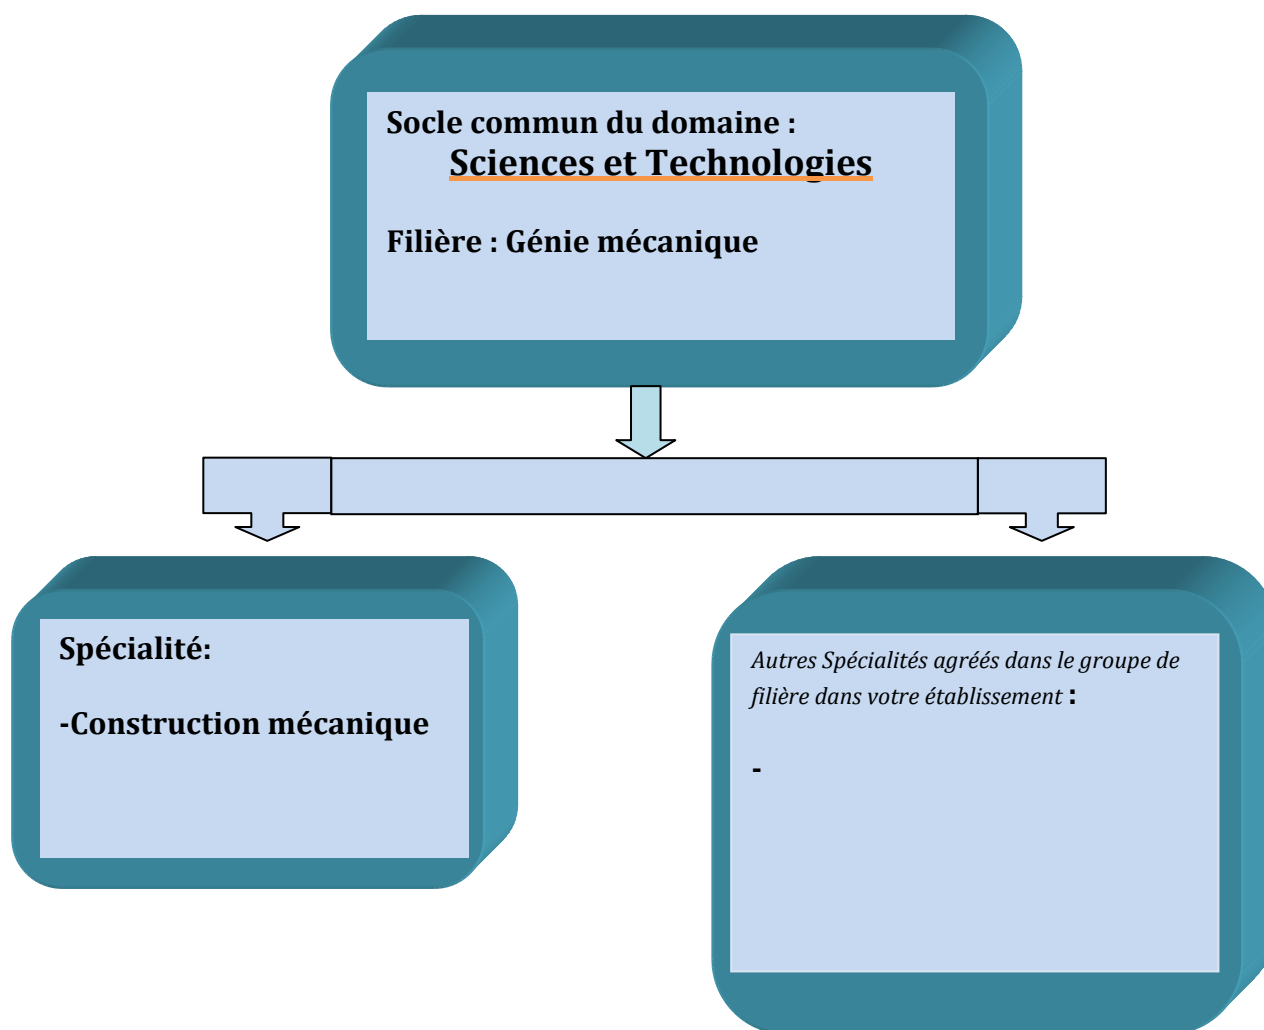 Socle commun du domaine :
Sciences et Technologies
Filière : Génie mécanique
Spécialité:
-Construction mécanique
Autres Spécialités agréés dans le groupe de
filière dans votre établissement :
-